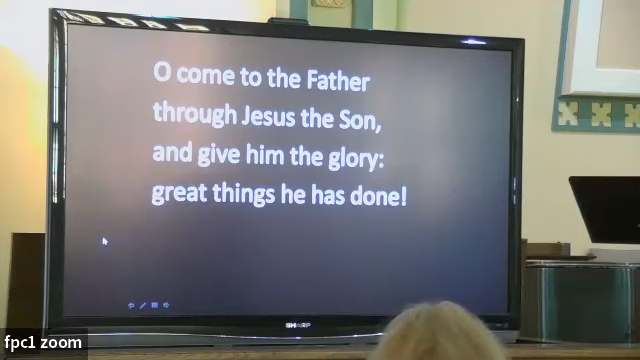 O come to the Father
through Jesus the Son,
and give him the glory:
great things he has done!
SHARP
fpc1 zoom